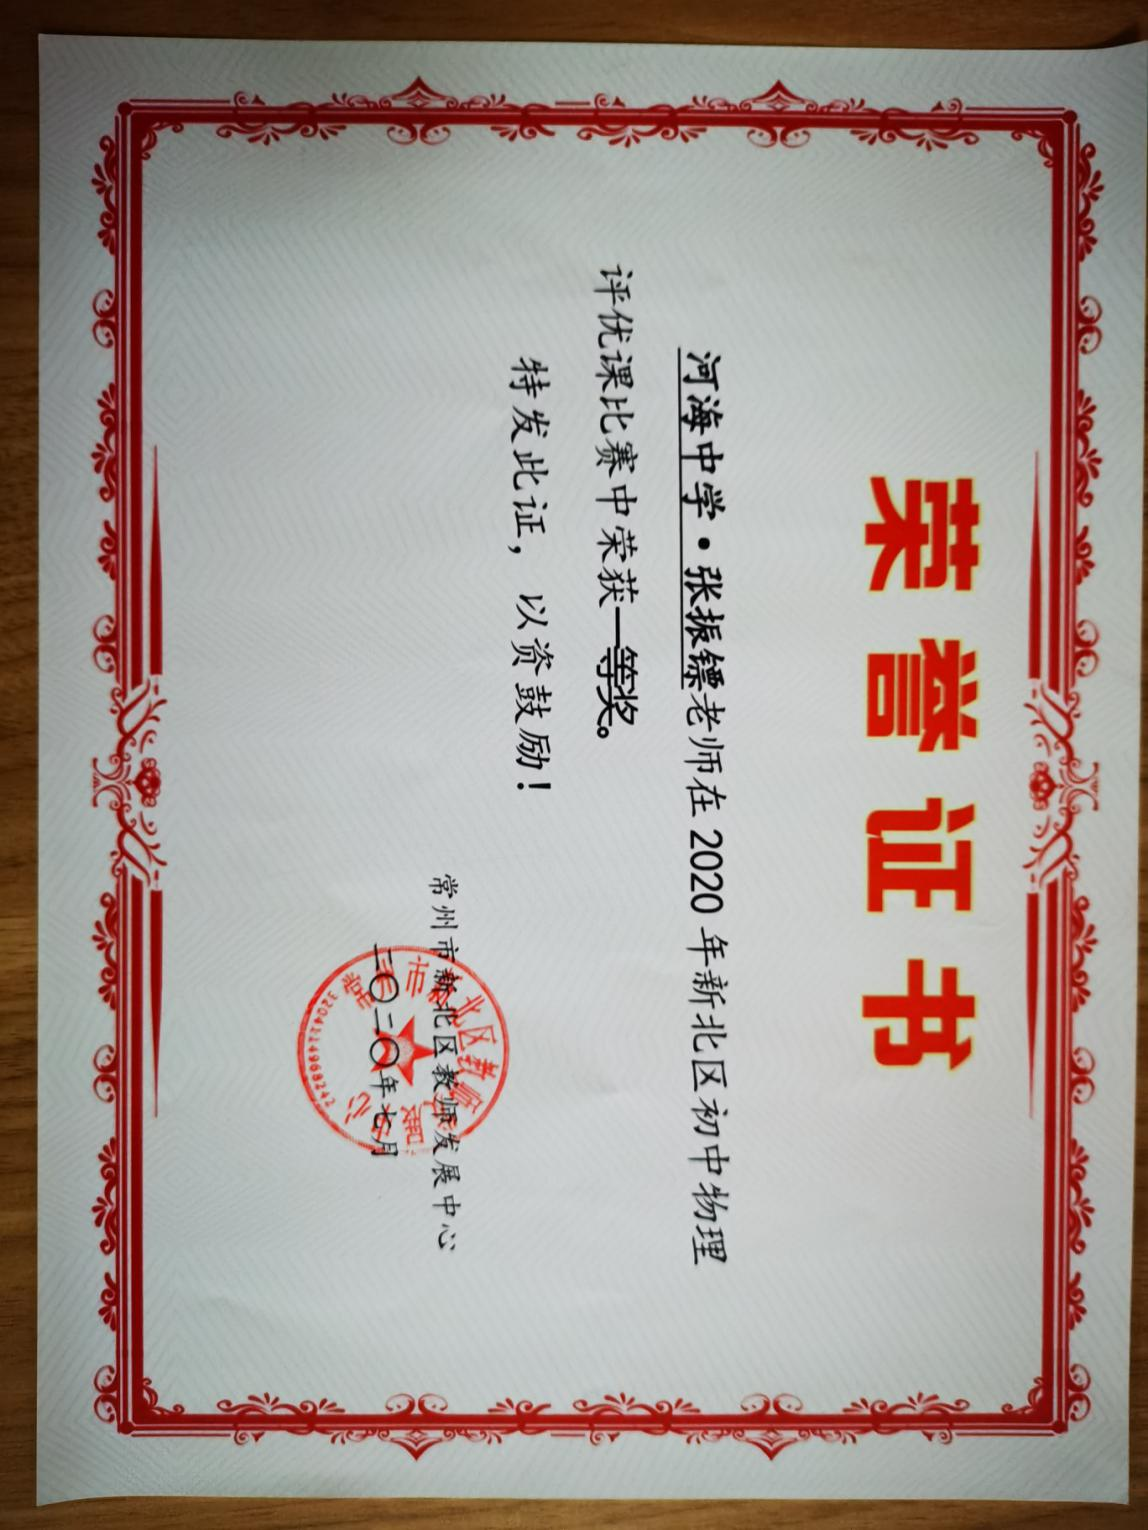 荣誉证书
河海中学·张振镖老师在2020年新北区初中物理
评优课比赛中荣获一等奖。
特发此证，以资鼓励！
常州市新北区教师发展中心
二〇二〇年七月
3204114968242